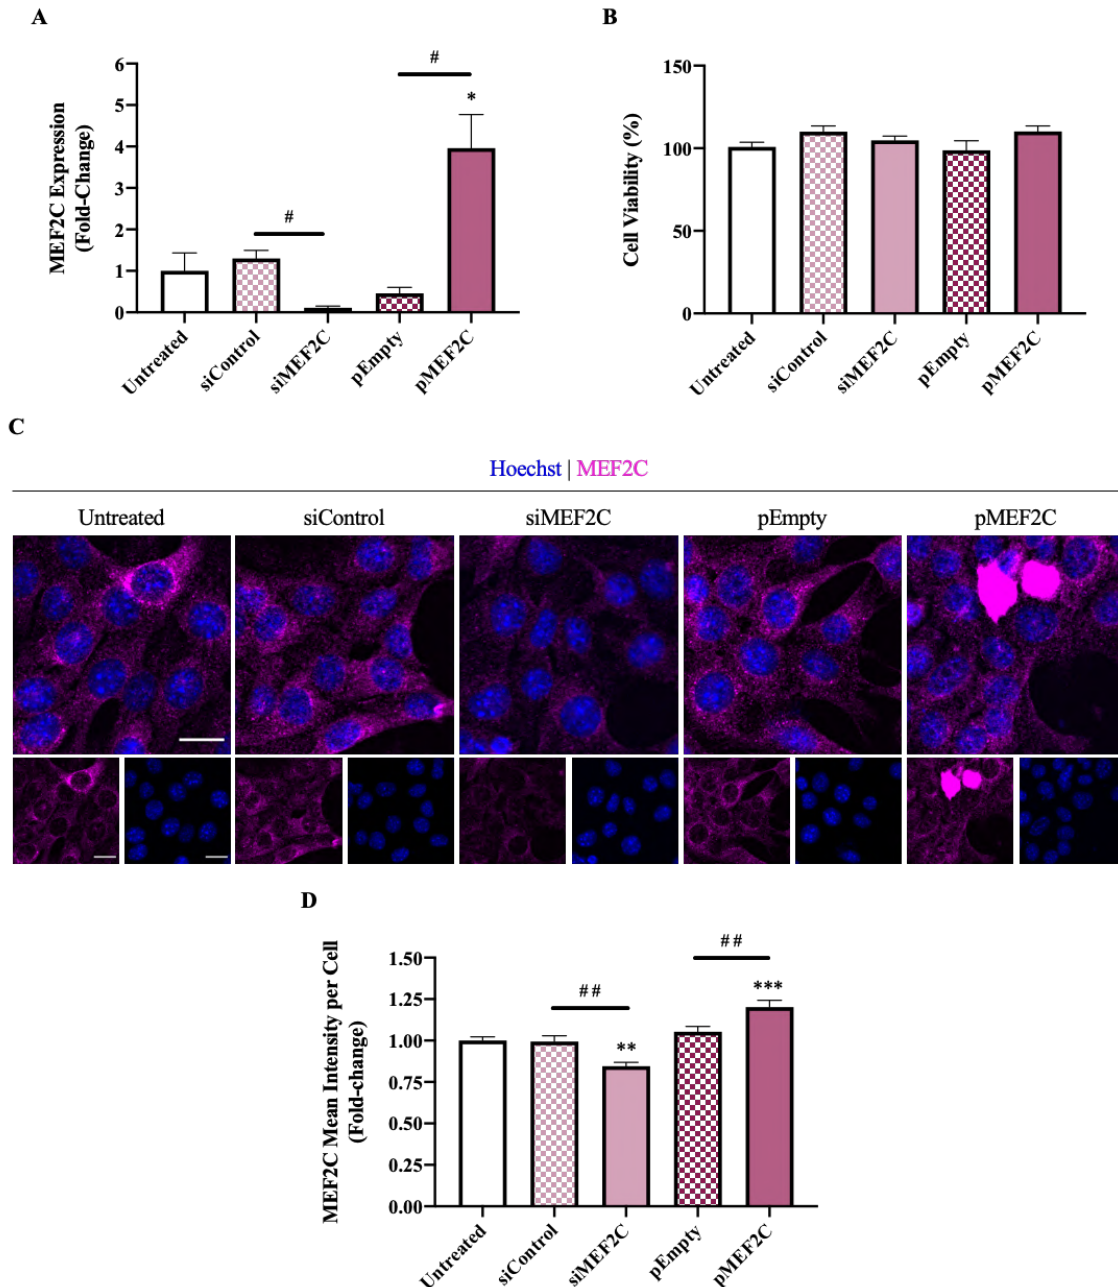 A
MEF2C Expression
(Fold-Change)
6
5
4
3
2
1
0
#
#
*
Untreated
siControl
siMEF2C
pEmpty
pMEF2C
B
Cell Viability (%)
150
100
50
0
Untreated
siControl
siMEF2C
pEmpty
pMEF2C
C
Hoechst | MEF2C
Untreated siControl siMEF2C pEmpty pMEF2C
D
MEF2C Mean Intensity per Cell
(Fold-change)
1.50
1.25
1.00
0.75
0.50
0.25
0.00
##
**
##
***
Untreated
siControl
siMEF2C
pEmpty
pMEF2C